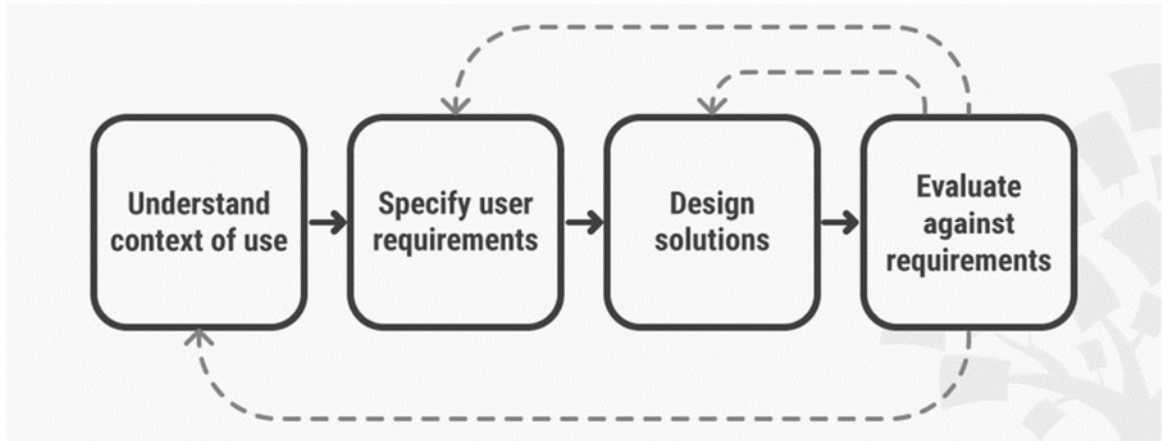 Understand
context of use
Specify user
requirements
Design
solutions
Evaluate
against
requirements